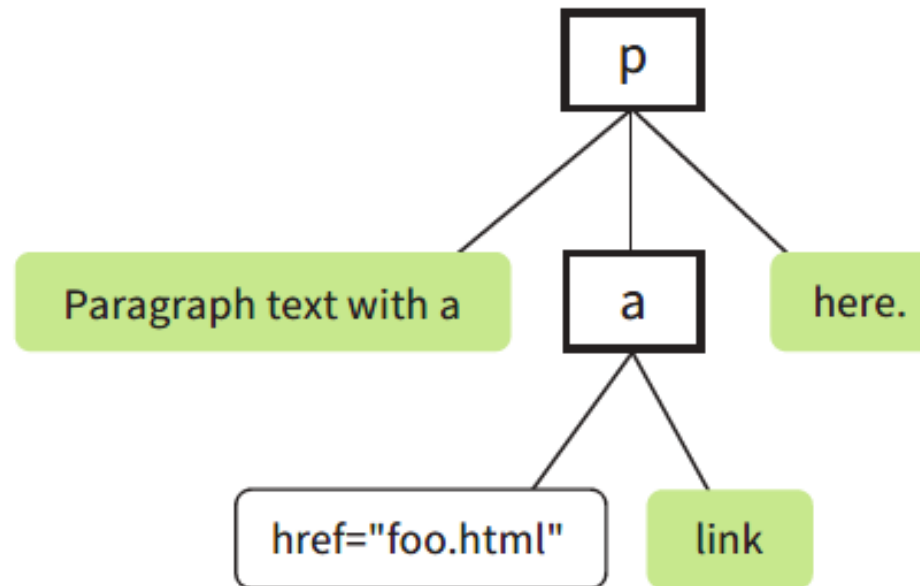 p
Paragraph text with a
a
here.
href="foo.html"
link